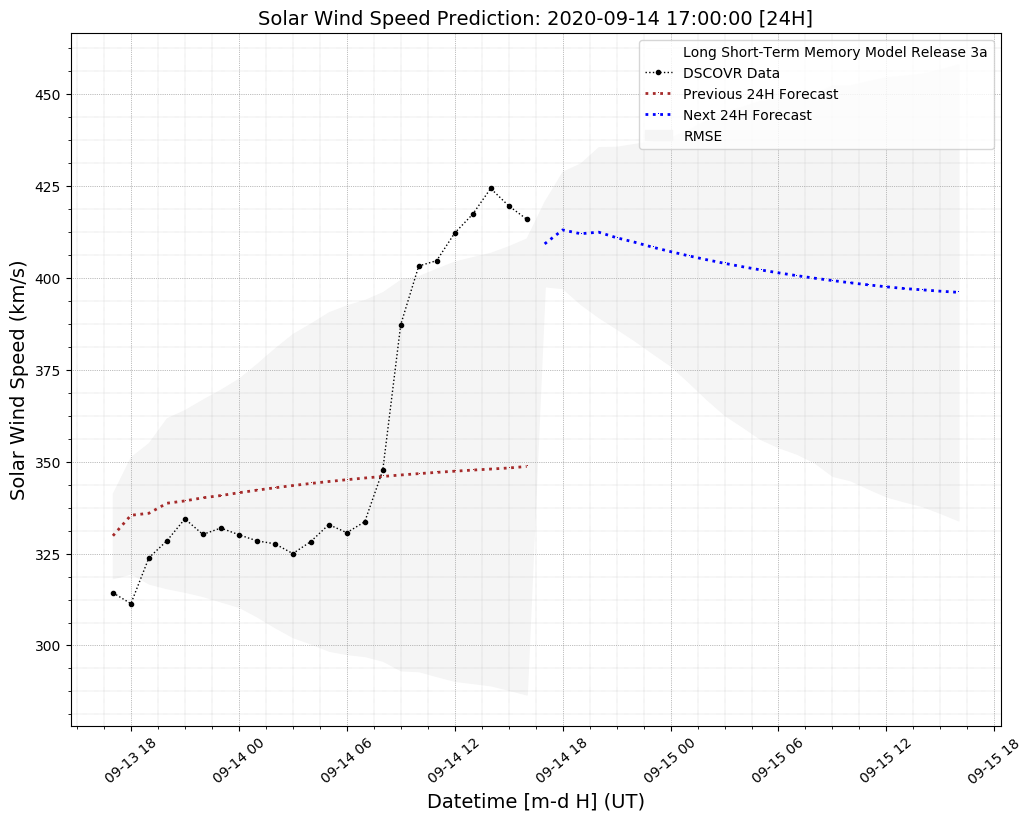 Solar Wind Speed Prediction: 2020-09-14 17:00:00 [24H]
Long Short-Term Memory Model Release 3a
DSCOVR Data
Previous 24H Forecast
Next 24H Forecast
RMSE
Solar Wind Speed (km/s)
450
425
400
375
350
325
300
09-13 18
09-14 00
09-14 06
09-14 12
09-14 18
09-15 00
09-15 06
09-15 12
09-15 18
Datetime [m-d H] (UT)